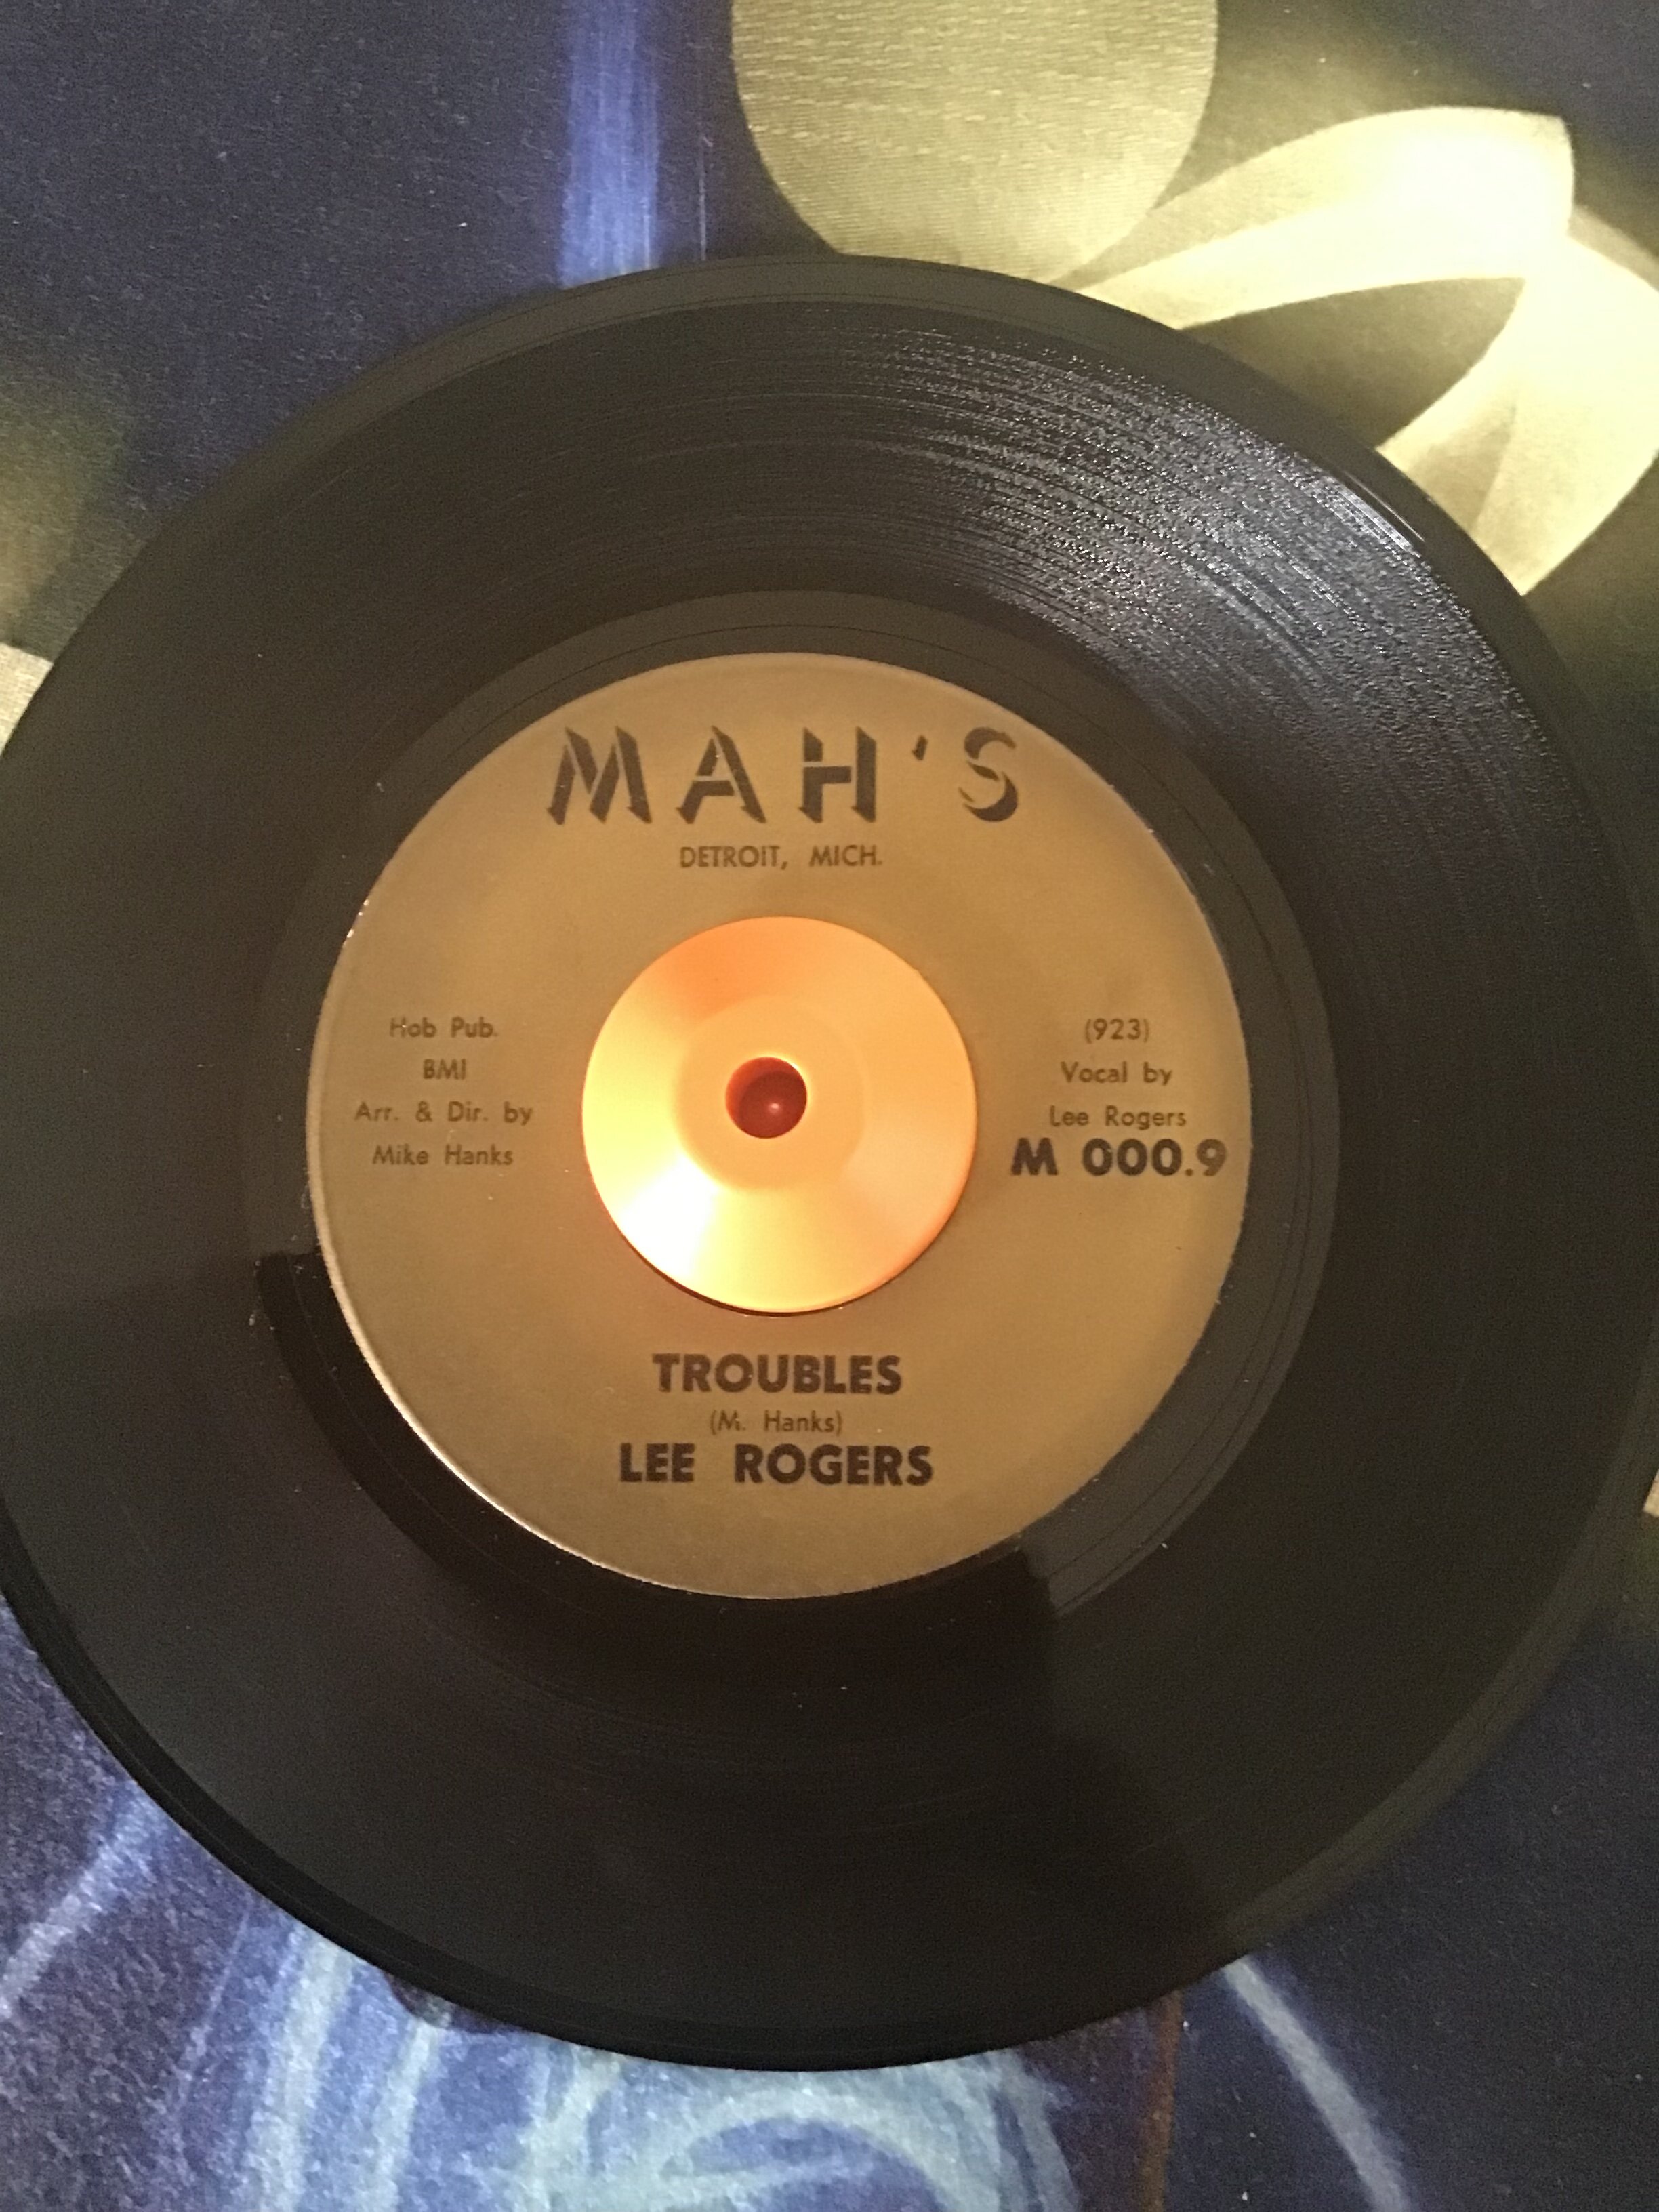 MAH'S
DETROIT, MICH.
Hob Pub.
BMI
Arr. & Dir. by
Mike Hanks
(923)
Vocal by
Lee Rogers
M 000.9
TROUBLES
(M. Hanks)
LEE ROGERS